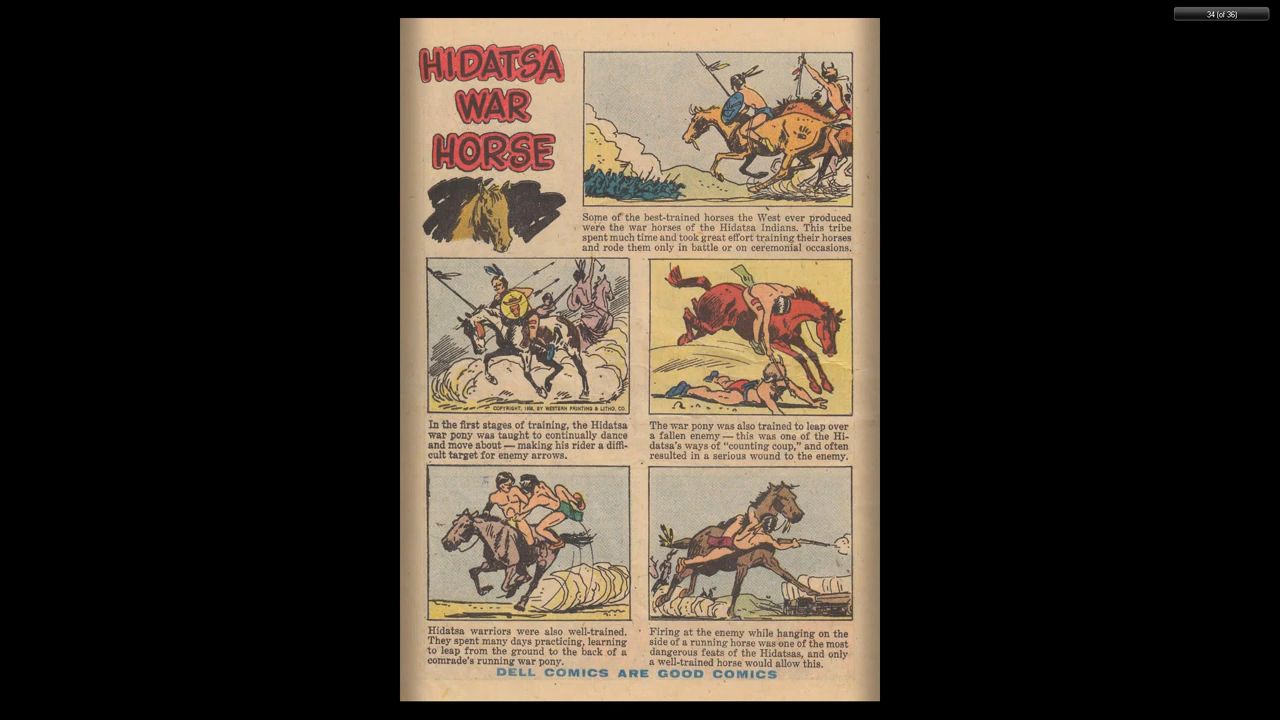 34 (of 36)
HIDATSA
WAR
HORSE
Some of the best-trained horses the West ever produced
were the war horses of the Hidatsa Indians. This tribe
spent much time and took great effort training their horses
and rode them only in battle or on ceremonial occasions.
COPYRIGHT, 1956, BY WESTERN PRINTING & LITHO. CO.
In the first stages of training, the Hidatsa
war pony was taught to continually dance
and move about — making his rider a diffi-
cult target for enemy arrows.
The war pony was also trained to leap over
a fallen enemy — this was one of the Hi-
datsa's ways of "counting coup," and often
resulted in a serious wound to the enemy.
Hidatsa warriors were also well-trained.
They spent many days practicing, learning
to leap from the ground to the back of a
comrade's running war pony.
Firing at the enemy while hanging on the
side of a running horse was one of the most
dangerous feats of the Hidatsas, and only
a well-trained horse would allow this.
DELL COMICS ARE GOOD COMICS